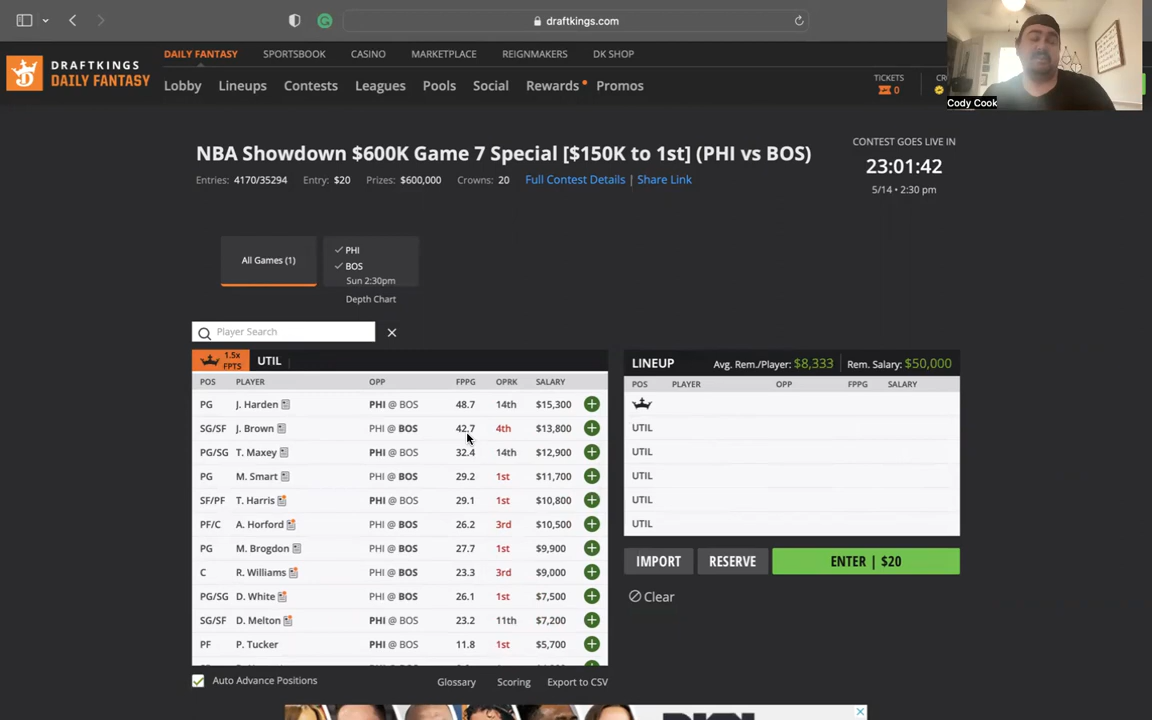 draftkings.com
Cody Cook
DAILY FANTASY SPORTSBOOK CASINO MARKETPLACE REIGNMAKERS DK SHOP
DRAFTKINGS
DAILY FANTASY
Lobby Lineups Contests Leagues Pools Social Rewards Promos
TICKETS
0
NBA Showdown $600K Game 7 Special [$150K to 1st] (PHI vs BOS)
Entries: 4170/35294 Entry: $20 Prizes: $600,000 Crowns: 20 Full Contest Details | Share Link
CONTEST GOES LIVE IN
23:01:42
5/14 • 2:30 pm
All Games (1)
PHI
BOS
Sun 2:30pm
Depth Chart
Player Search
1.5x
FPTS
UTIL
POS PLAYER OPP FPPG OPRK SALARY
PG J. Harden PHI @ BOS 48.7 14th $15,300
SG/SF J. Brown PHI @ BOS 42.7 4th $13,800
PG/SG T. Maxey PHI @ BOS 32.4 14th $12,900
PG M. Smart PHI @ BOS 29.2 1st $11,700
SF/PF T. Harris PHI @ BOS 29.1 1st $10,800
PF/C A. Horford PHI @ BOS 26.2 3rd $10,500
PG M. Brogdon PHI @ BOS 27.7 1st $9,900
C R. Williams PHI @ BOS 23.3 3rd $9,000
PG/SG D. White PHI @ BOS 26.1 1st $7,500
SG/SF D. Melton PHI @ BOS 23.2 11th $7,200
PF P. Tucker PHI @ BOS 11.8 1st $5,700
LINEUP Avg. Rem./Player: $8,333 Rem. Salary: $50,000
POS PLAYER OPP FPPG SALARY
UTIL
UTIL
UTIL
UTIL
UTIL
IMPORT RESERVE ENTER | $20
Clear
Auto Advance Positions
Glossary Scoring Export to CSV